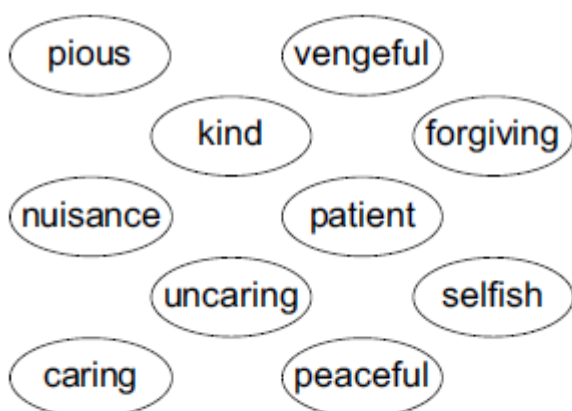 pious vengeful
kind forgiving
nuisance patient
uncaring selfish
caring peaceful